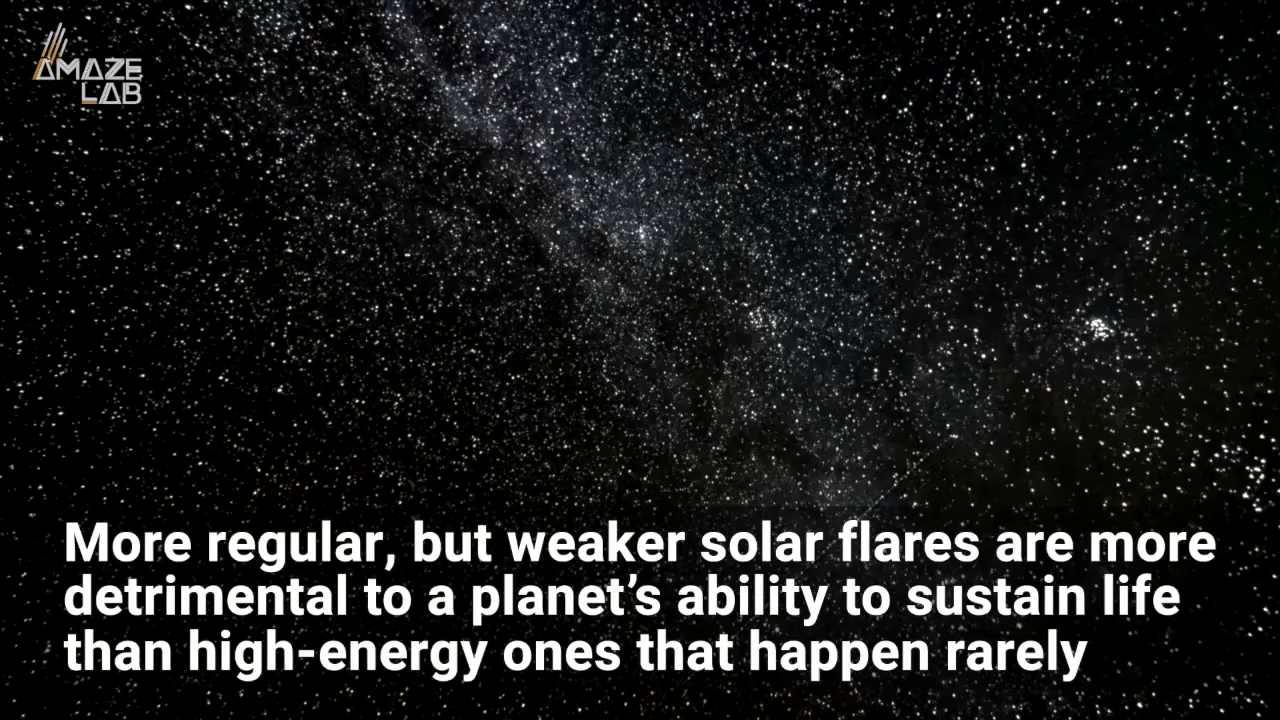 AMAZE
LAB
More regular, but weaker solar flares are more
detrimental to a planet’s ability to sustain life
than high-energy ones that happen rarely